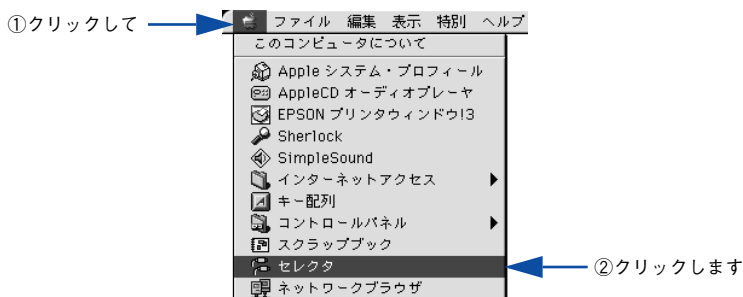 ①クリックして
ファイル 編集 表示 特別 ヘルプ
このコンピュータについて
Apple システム・プロフィール
AppleCD オーディオプレーヤ
EPSON プリンタウィンドウ!3
Sherlock
SimpleSound
インターネットアクセス
キー配列
コントロールパネル
スクラップブック
セレクタ
②クリックします
ネットワークブラウザ